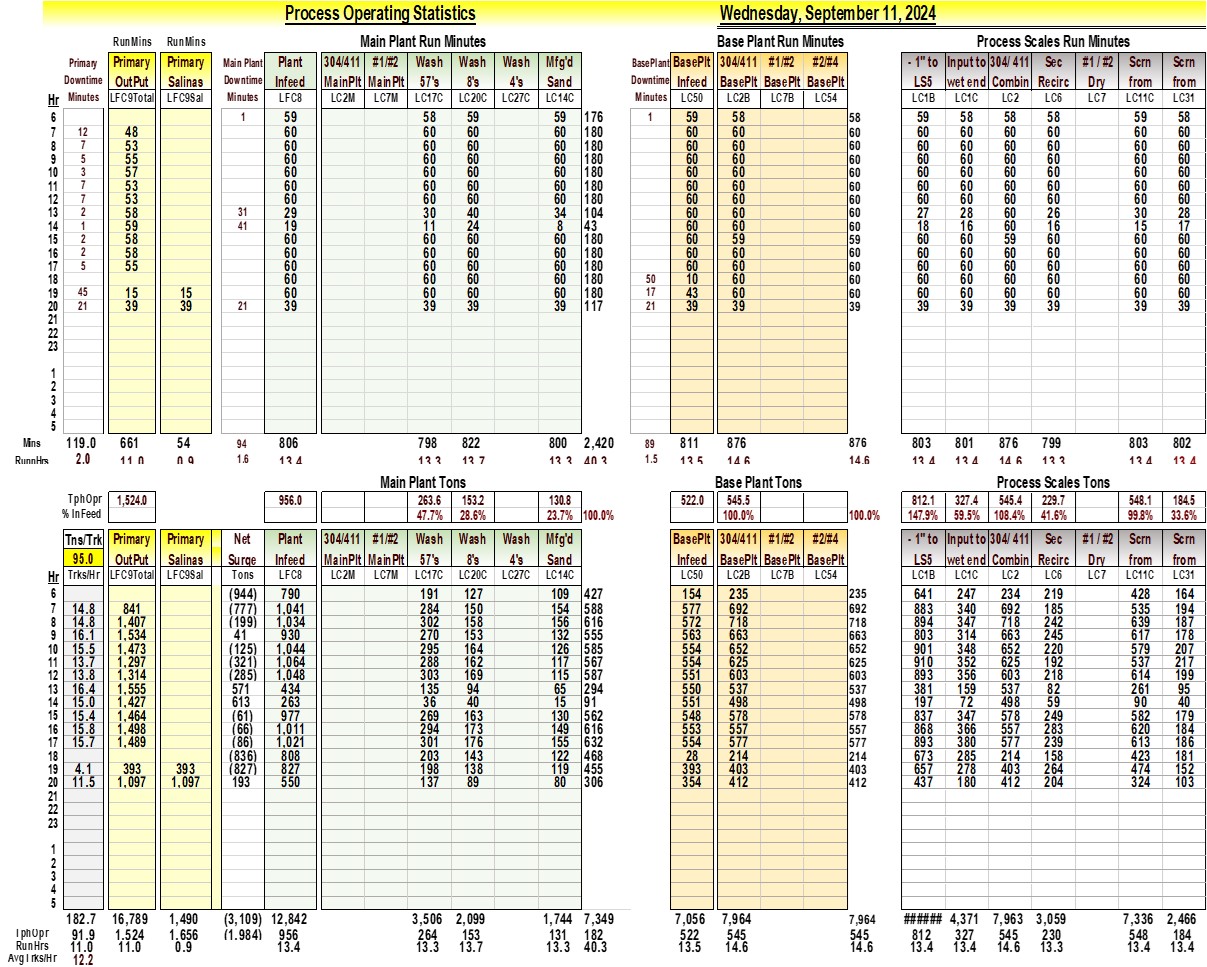 Process Operating Statistics Wednesday, September 11, 2024
RunMins RunMins Main Plant Run Minutes Base Plant Run Minutes Process Scales Run Minutes
Primary Primary Primary Main Plant Plant 304/411 #1/#2 Wash Wash Wash Mfg'd BasePlant BasePlt 304/411 #1/#2 #2/#4 - 1" to Input to 304/ 411 Sec #1 / #2 Scrn Scrn
Downtime OutPut Salinas Downtime Infeed MainPlt MainPlt 57's 8's 4's Sand Downtime Infeed BasePlt BasePlt BasePlt LS5 wet end Combin Recirc Dry from from
Hr Minutes LFC9Total LFC9Sal Minutes LFC8 LC2M LC7M LC17C LC20C LC27C LC14C Minutes LC50 LC2B LC7B LC54 LC1B LC1C LC2 LC6 LC7 LC11C LC31
6 1 59 58 59 59 176 1 59 58 58 59 58 58 58 59 58
7 12 48 60 60 60 60 180 60 60 60 60 60 60 60 60 60
8 7 53 60 60 60 60 180 60 60 60 60 60 60 60 60 60
9 5 55 60 60 60 60 180 60 60 60 60 60 60 60 60 60
10 3 57 60 60 60 60 180 60 60 60 60 60 60 60 60 60
11 7 53 60 60 60 60 180 60 60 60 60 60 60 60 60 60
12 7 53 60 60 60 60 180 60 60 60 60 60 60 60 60 60
13 2 58 31 29 30 40 34 104 60 60 60 27 28 60 26 30 28
14 1 59 41 19 11 24 8 43 60 60 60 18 16 60 16 15 17
15 2 58 60 60 60 60 180 60 59 59 60 60 59 60 60 60
16 2 58 60 60 60 60 180 60 60 60 60 60 60 60 60 60
17 5 55 60 60 60 60 180 60 60 60 60 60 60 60 60 60
18 60 60 60 60 180 50 10 60 60 60 60 60 60 60 60
19 45 15 15 60 60 60 60 180 17 43 60 60 60 60 60 60 60 60
20 21 39 39 21 39 39 39 39 117 21 39 39 39 39 39 39 39 39 39
21
22
23
1
2
3
4
5
Mins 119.0 661 54 94 806 798 822 800 2,420 89 811 876 876 803 801 876 799 803 802
RunnHrs 2.0 11.0 0.9 1.6 13.4 13.3 13.7 13.3 40.3 1.5 13.5 14.6 14.6 13.4 13.4 14.6 13.3 13.4 13.4
Main Plant Tons Base Plant Tons Process Scales Tons
TphOpr 1,524.0 956.0 263.6 153.2 130.8 522.0 545.5 812.1 327.4 545.4 229.7 548.1 184.5
% InFeed 47.7% 28.6% 23.7% 100.0% 100.0% 100.0% 147.9% 59.5% 108.4% 41.6% 99.8% 33.6%
Tns/Trk Primary Primary Net Plant 304/411 #1/#2 Wash Wash Wash Mfg'd BasePlt 304/411 #1/#2 #2/#4 - 1" to Input to 304/ 411 Sec #1 / #2 Scrn Scrn
95.0 OutPut Salinas Surge Infeed MainPlt MainPlt 57's 8's 4's Sand Infeed BasePlt BasePlt BasePlt LS5 wet end Combin Recirc Dry from from
Hr Trks/Hr LFC9Total LFC9Sal Tons LFC8 LC2M LC7M LC17C LC20C LC27C LC14C LC50 LC2B LC7B LC54 LC1B LC1C LC2 LC6 LC7 LC11C LC31
6 (944) 790 191 127 109 427 154 235 235 641 247 234 219 428 164
7 14.8 841 (777) 1,041 284 150 154 588 577 692 692 883 340 692 185 535 194
8 14.8 1,407 (199) 1,034 302 158 156 616 572 718 718 894 347 718 242 639 187
9 16.1 1,534 41 930 270 153 132 555 563 663 663 803 314 663 245 617 178
10 15.5 1,473 (125) 1,044 295 164 126 585 554 652 652 901 348 652 220 579 207
11 13.7 1,297 (321) 1,064 288 162 117 567 554 625 625 910 352 625 192 537 217
12 13.8 1,314 (285) 1,048 303 169 115 587 551 603 603 893 356 603 218 614 199
13 16.4 1,555 571 434 135 94 65 294 550 537 537 381 159 537 82 261 95
14 15.0 1,427 613 263 36 40 15 91 551 498 498 197 72 498 59 90 40
15 15.4 1,464 (61) 977 269 163 130 562 548 578 578 837 347 578 249 582 179
16 15.8 1,498 (66) 1,011 294 173 149 616 553 557 557 868 366 557 283 620 184
17 15.7 1,489 (86) 1,021 301 176 155 632 554 577 577 893 380 577 239 613 186
18 (836) 808 203 143 122 468 28 214 214 673 285 214 158 423 181
19 4.1 393 393 (827) 827 198 138 119 455 393 403 403 657 278 403 264 474 152
20 11.5 1,097 1,097 193 550 137 89 80 306 354 412 412 437 180 412 204 324 103
21
22
23
1
2
3
4
5
182.7 16,789 1,490 (3,109) 12,842 3,506 2,099 1,744 7,349 7,056 7,964 7,964 ###### 4,371 7,963 3,059 7,336 2,466
TphOpr 91.9 1,524 1,656 (1,984) 956 264 153 131 182 522 545 545 812 327 545 230 548 184
RunHrs 11.0 11.0 0.9 13.4 13.3 13.7 13.3 40.3 13.5 14.6 14.6 13.4 13.4 14.6 13.3 13.4 13.4
Avg Trks/Hr 12.2